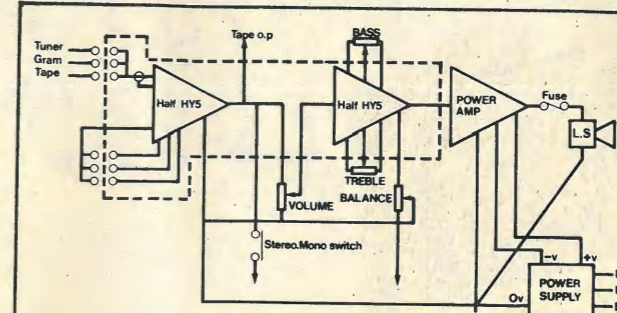 Tuner
Gram
Tape
Tape o.p
BASS
Half HY5
Half HY5
POWER
AMP
Fuse
L.S
VOLUME
TREBLE
BALANCE
Stereo.Mono switch
-v
+v
Ov
POWER
SUPPLY